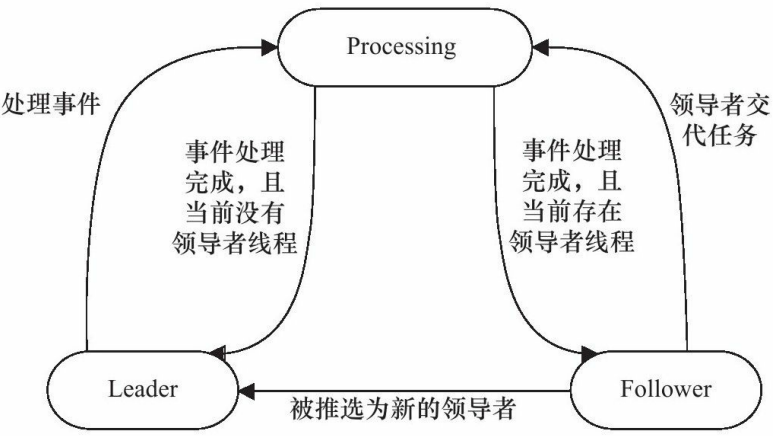 Processing
处理事件
领导者交
代任务
事件处理
完成，且
当前没有
领导者线程
事件处理
完成，且
当前存在
领导者线程
Leader
被推选为新的领导者
Follower